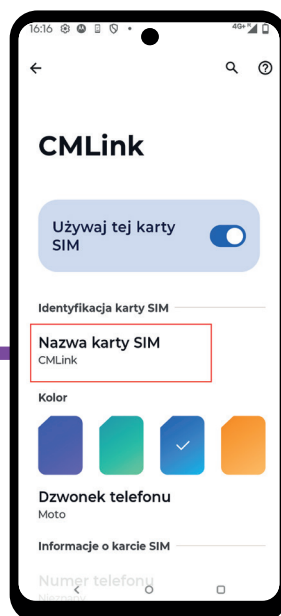 16:16
4G+
CMLink
Używaj tej karty
SIM
Identyfikacja karty SIM
Nazwa karty SIM
CMLink
Kolor
Dzwonek telefonu
Moto
Informacje o karcie SIM
Numer telefonu
Nieznany